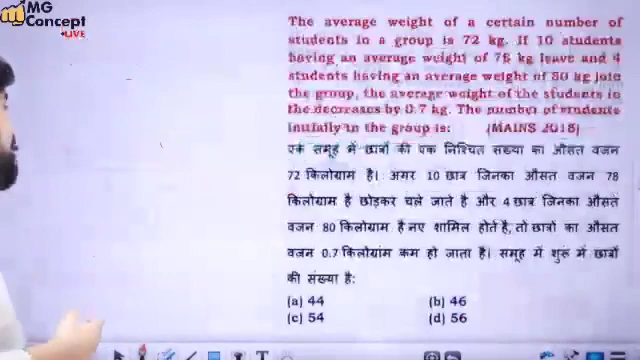 MG
Concept
LIVE
The average weight of a certain number of
students in a group is 72 kg. If 10 students
having an average weight of 78 kg leave and 4
students having an average weight of 80 kg join
the group, the average weight of the students in
the decreases by 0.7 kg. The number of students
initially in the group is: (MAINS 2018)
एक समूह में छात्रों की एक निश्चित संख्या का औसत वजन
72 किलोग्राम है। अगर 10 छात्र जिनका औसत वजन 78
किलोग्राम है छोड़कर चले जाते है और 4 छात्र जिनका औसत
वजन 80 किलोग्राम है नए शामिल होते है, तो छात्रों का औसत
वजन 0.7 किलोग्राम कम हो जाता है। समूह में शुरू में छात्रों
की संख्या है:
(a) 44 (b) 46
(c) 54 (d) 56